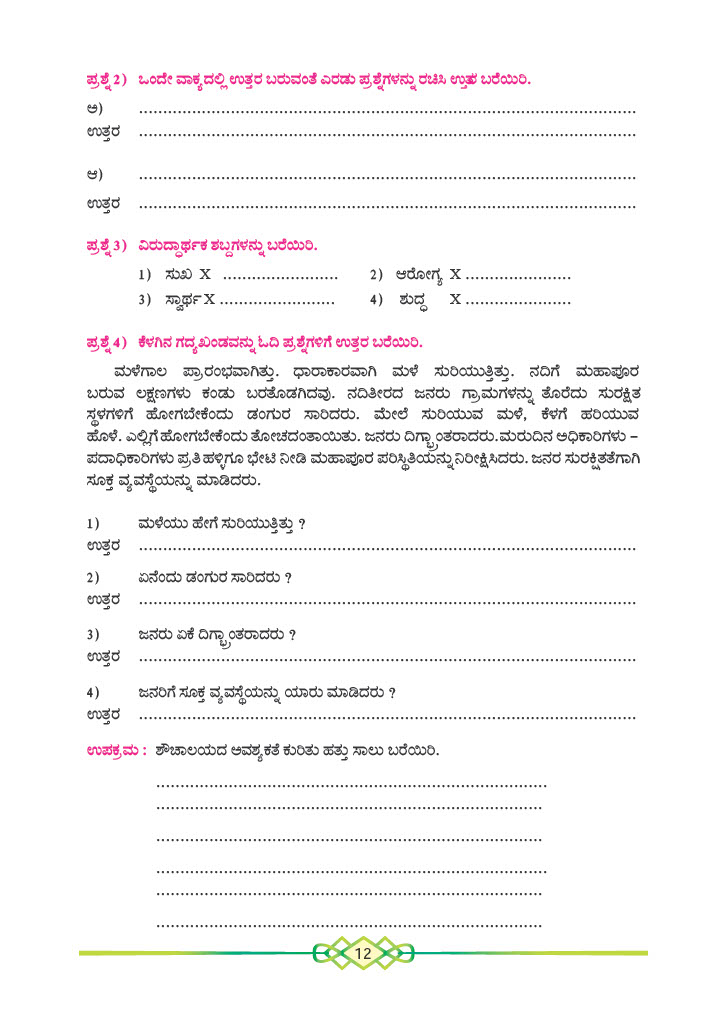 ಪ್ರಶ್ನೆ 2) ಒಂದೇ ವಾಕ್ಯದಲ್ಲಿ ಉತ್ತರ ಬರುವಂತೆ ಎರಡು ಪ್ರಶ್ನೆಗಳನ್ನು ರಚಿಸಿ ಉತ್ತರ ಬರೆಯಿರಿ.
ಅ) ........................................................................................................
ಉತ್ತರ ........................................................................................................
ಆ) ........................................................................................................
ಉತ್ತರ ........................................................................................................
ಪ್ರಶ್ನೆ 3) ವಿರುದ್ಧಾರ್ಥಕ ಶಬ್ದಗಳನ್ನು ಬರೆಯಿರಿ.
1) ಸುಖ X ........................ 2) ಆರೋಗ್ಯ X ......................
3) ಸ್ವಾರ್ಥ X ........................ 4) ಶುದ್ಧ X ......................
ಪ್ರಶ್ನೆ 4) ಕೆಳಗಿನ ಗದ್ಯಖಂಡವನ್ನು ಓದಿ ಪ್ರಶ್ನೆಗಳಿಗೆ ಉತ್ತರ ಬರೆಯಿರಿ.
ಮಳೆಗಾಲ ಪ್ರಾರಂಭವಾಗಿತ್ತು. ಧಾರಾಕಾರವಾಗಿ ಮಳೆ ಸುರಿಯುತ್ತಿತ್ತು. ನದಿಗೆ ಮಹಾಪೂರ
ಬರುವ ಲಕ್ಷಣಗಳು ಕಂಡು ಬರತೊಡಗಿದವು. ನದಿತೀರದ ಜನರು ಗ್ರಾಮಗಳನ್ನು ತೊರೆದು ಸುರಕ್ಷಿತ
ಸ್ಥಳಗಳಿಗೆ ಹೋಗಬೇಕೆಂದು ಡಂಗುರ ಸಾರಿದರು. ಮೇಲೆ ಸುರಿಯುವ ಮಳೆ, ಕೆಳಗೆ ಹರಿಯುವ
ಹೊಳೆ. ಎಲ್ಲಿಗೆ ಹೋಗಬೇಕೆಂದು ತೋಚದಂತಾಯಿತು. ಜನರು ದಿಗ್ಭ್ರಾಂತರಾದರು.ಮರುದಿನ ಅಧಿಕಾರಿಗಳು –
ಪದಾಧಿಕಾರಿಗಳು ಪ್ರತಿ ಹಳ್ಳಿಗೂ ಭೇಟಿ ನೀಡಿ ಮಹಾಪೂರ ಪರಿಸ್ಥಿತಿಯನ್ನು ನಿರೀಕ್ಷಿಸಿದರು. ಜನರ ಸುರಕ್ಷಿತತೆಗಾಗಿ
ಸೂಕ್ತ ವ್ಯವಸ್ಥೆಯನ್ನು ಮಾಡಿದರು.
1) ಮಳೆಯು ಹೇಗೆ ಸುರಿಯುತ್ತಿತ್ತು ?
ಉತ್ತರ ........................................................................................................
2) ಏನೆಂದು ಡಂಗುರ ಸಾರಿದರು ?
ಉತ್ತರ ........................................................................................................
3) ಜನರು ಏಕೆ ದಿಗ್ಭ್ರಾಂತರಾದರು ?
ಉತ್ತರ ........................................................................................................
4) ಜನರಿಗೆ ಸೂಕ್ತ ವ್ಯವಸ್ಥೆಯನ್ನು ಯಾರು ಮಾಡಿದರು ?
ಉತ್ತರ ........................................................................................................
ಉಪಕ್ರಮ : ಶೌಚಾಲಯದ ಅವಶ್ಯಕತೆ ಕುರಿತು ಹತ್ತು ಸಾಲು ಬರೆಯಿರಿ.
.................................................................................
................................................................................
................................................................................
.................................................................................
................................................................................
................................................................................
12